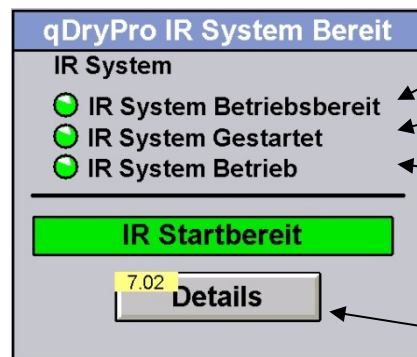 qDryPro IR System Bereit
IR System
IR System Betriebsbereit
IR System Gestartet
IR System Betrieb
IR Startbereit
7.02
Details